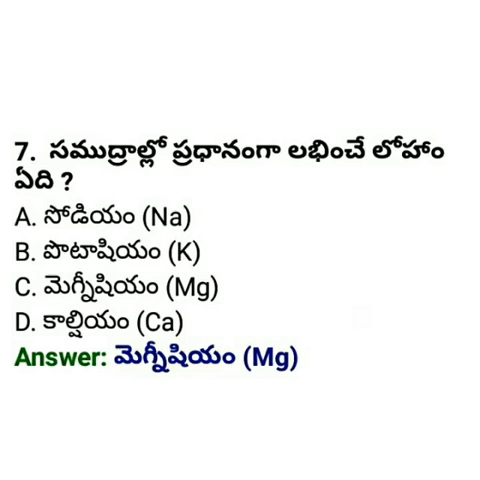 7. సముద్రాల్లో ప్రధానంగా లభించే లోహం
ఏది ?
A. సోడియం (Na)
B. పొటాషియం (K)
C. మెగ్నీషియం (Mg)
D. కాల్షియం (Ca)
Answer: మెగ్నీషియం (Mg)